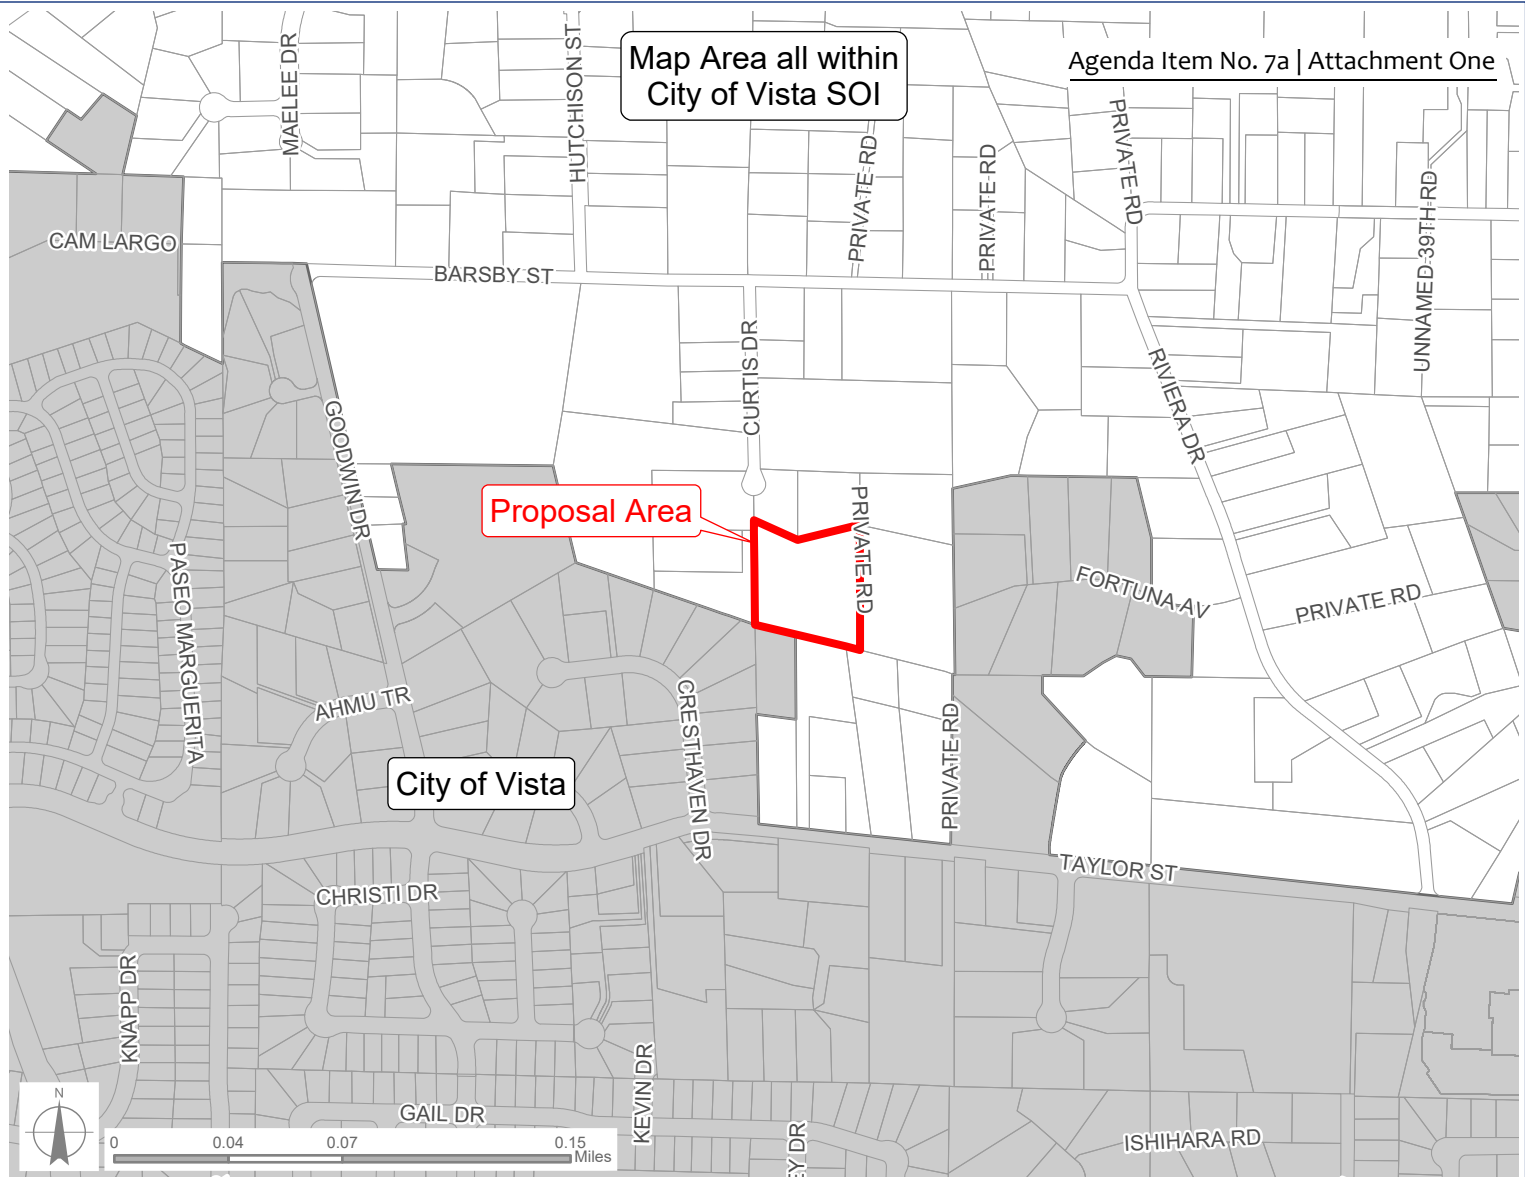 Map Area all within
City of Vista SOI
Agenda Item No. 7a | Attachment One
MAELEE DR
HUTCHISON ST
PRIVATE RD
PRIVATE RD
PRIVATE RD
UNNAMED 39TH RD
CAM LARGO
BARSBY ST
CURTIS DR
RIVIERA DR
GOODWIN DR
Proposal Area
PRIVATE RD
PASEO MARGUERITA
FORTUNA AV
PRIVATE RD
AHMU TR
CRESTHAVEN DR
PRIVATE RD
City of Vista
TAYLOR ST
CHRISTI DR
KNAPP DR
KEVIN DR
GAIL DR
EY DR
ISHIHARA RD
N
0 0.04 0.07 0.15
Miles